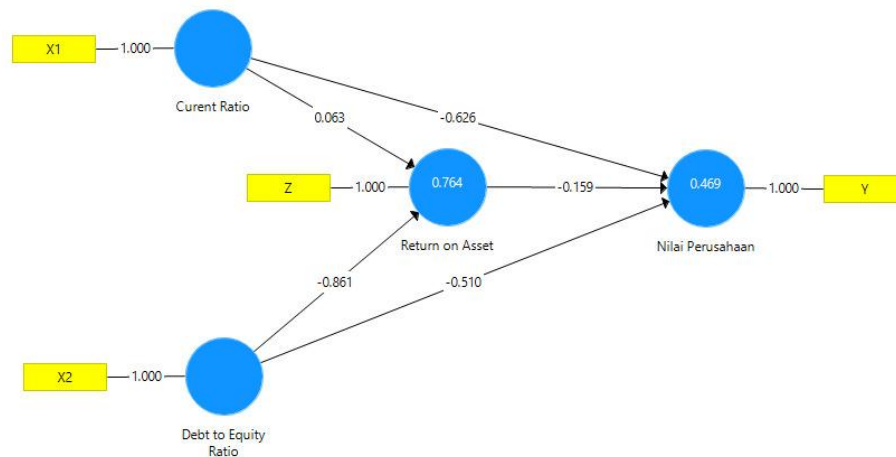 X1
1.000
Curent Ratio
0.063
-0.626
Z
1.000
0.764
-0.159
0.469
1.000
Y
Return on Asset
Nilai Perusahaan
-0.861
-0.510
X2
1.000
Debt to Equity
Ratio